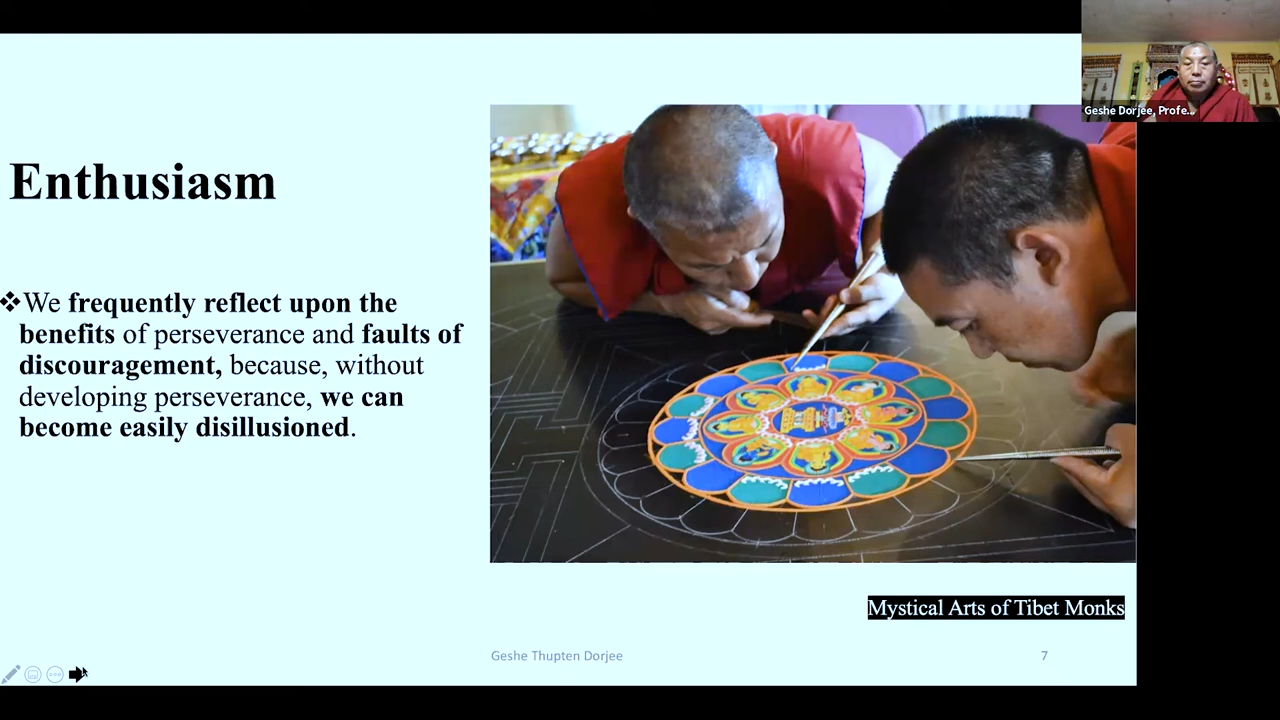 Geshe Dorjee, Profe...
Enthusiasm
❖We frequently reflect upon the
benefits of perseverance and faults of
discouragement, because, without
developing perseverance, we can
become easily disillusioned.
Mystical Arts of Tibet Monks
Geshe Thupten Dorjee
7